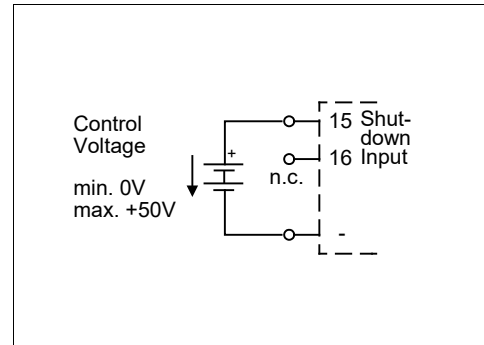 Control
Voltage
min. 0V
max. +50V
+
n.c.
15 Shut-
down
16 Input
-